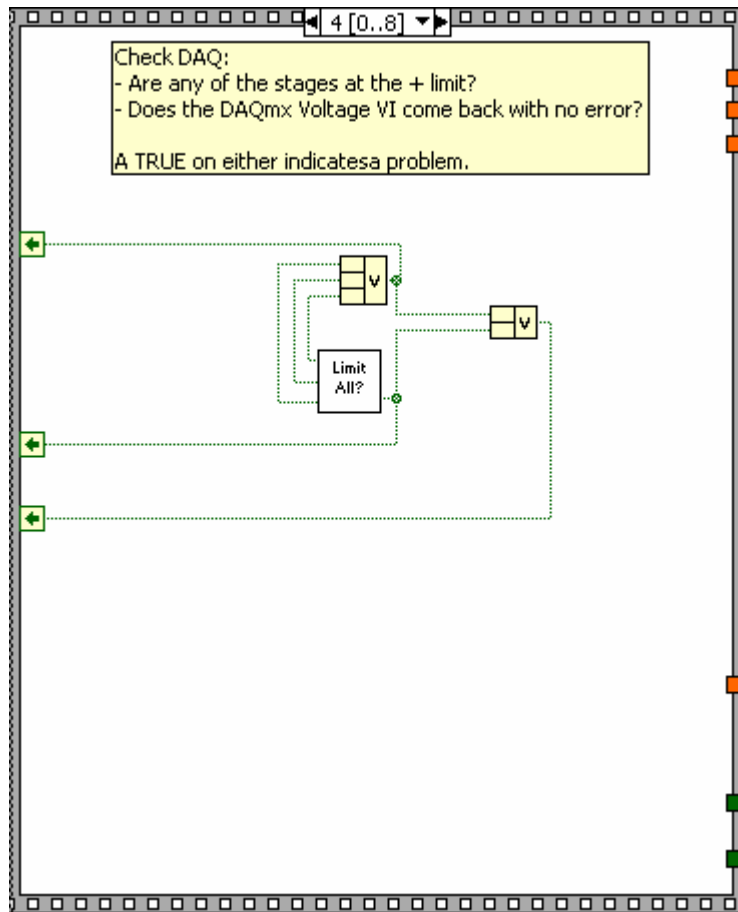 4 [0..8]
Check DAQ:
- Are any of the stages at the + limit?
- Does the DAQmx Voltage VI come back with no error?
A TRUE on either indicatesa problem.
V
V
Limit
All?